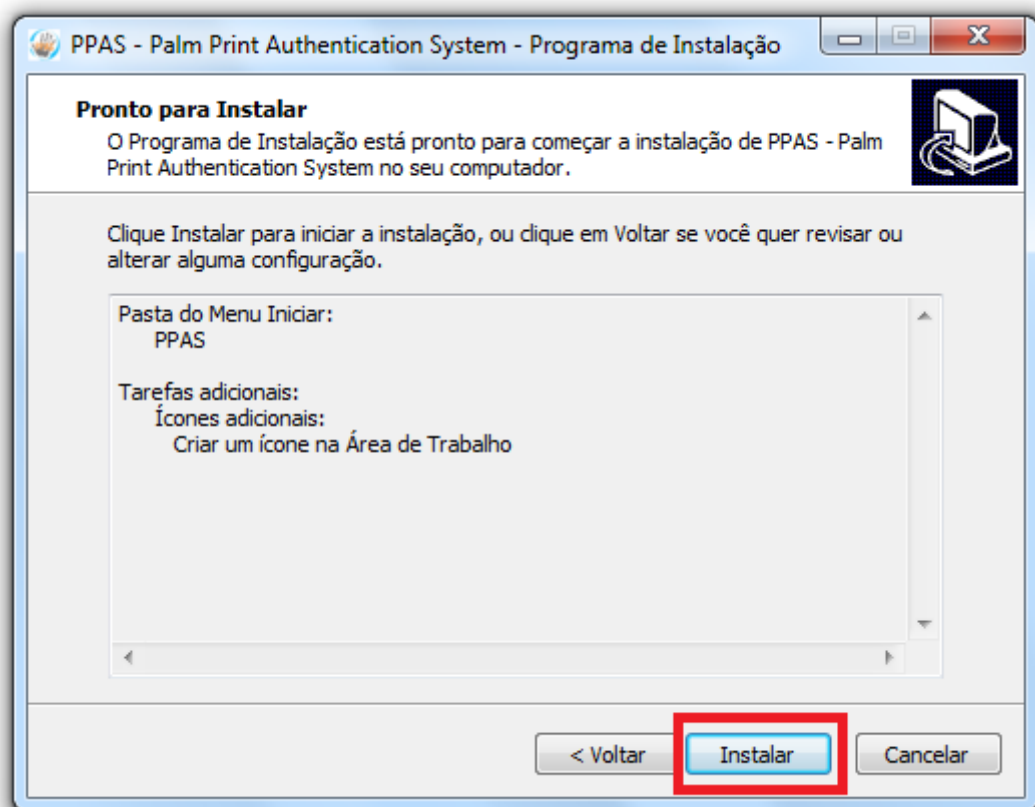 PPAS - Palm Print Authentication System - Programa de Instalação
Pronto para Instalar
O Programa de Instalação está pronto para começar a instalação de PPAS - Palm
Print Authentication System no seu computador.
Clique Instalar para iniciar a instalação, ou clique em Voltar se você quer revisar ou
alterar alguma configuração.
Pasta do Menu Iniciar:
PPAS
Tarefas adicionais:
Ícones adicionais:
Criar um ícone na Área de Trabalho
< Voltar
Instalar
Cancelar